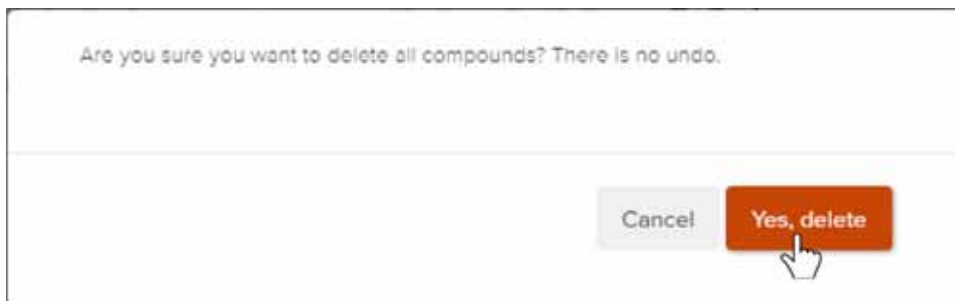 Are you sure you want to delete all compounds? There is no undo.
Cancel
Yes, delete